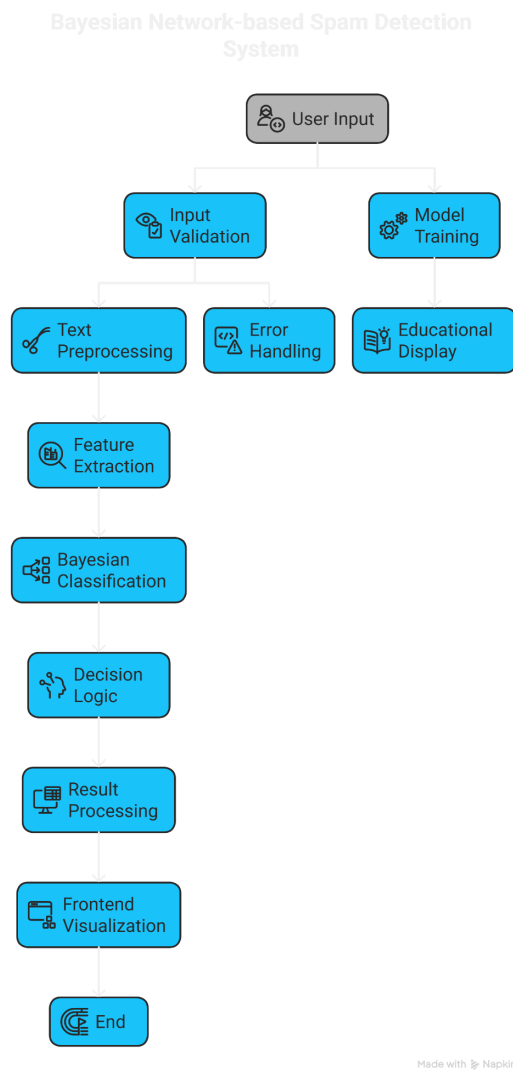 Bayesian Network-based Spam Detection
System
User Input
Input
Validation
Model
Training
Text
Preprocessing
Error
Handling
Educational
Display
Feature
Extraction
Bayesian
Classification
Decision
Logic
Result
Processing
Frontend
Visualization
End
Made with Napkin